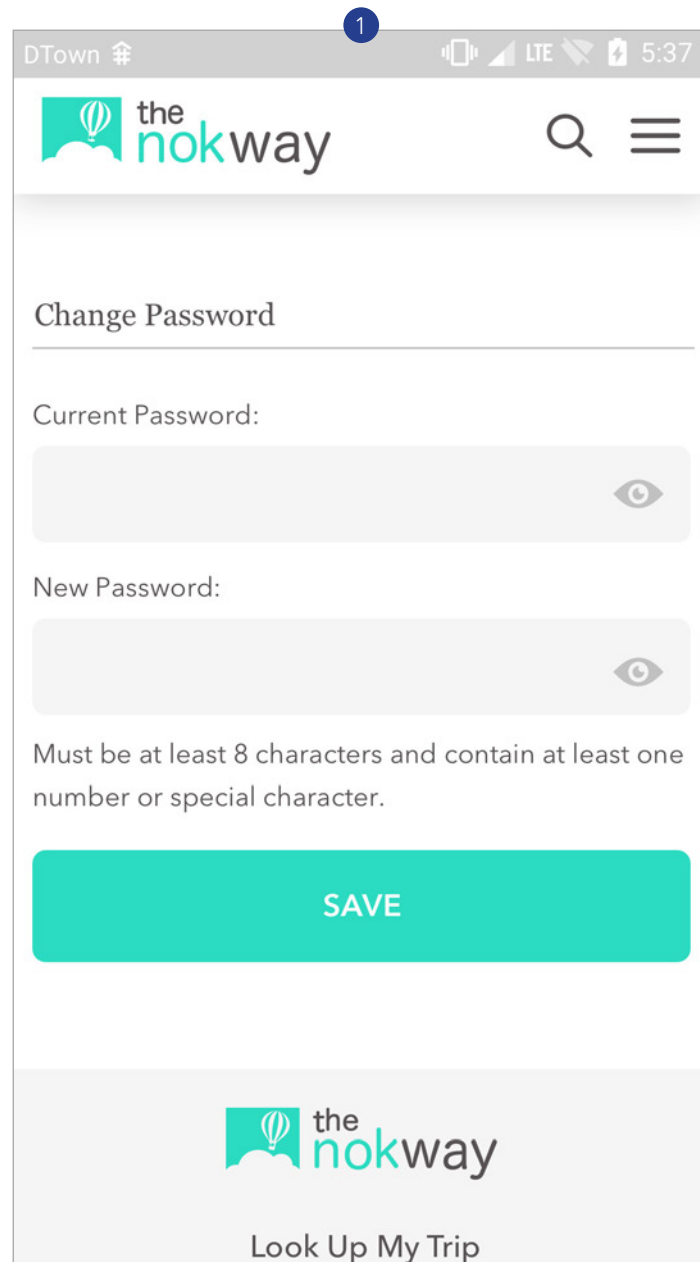 1
DTown 5:37
LTE
the
nokway
Change Password
Current Password:
New Password:
Must be at least 8 characters and contain at least one
number or special character.
SAVE
the
nokway
Look Up My Trip